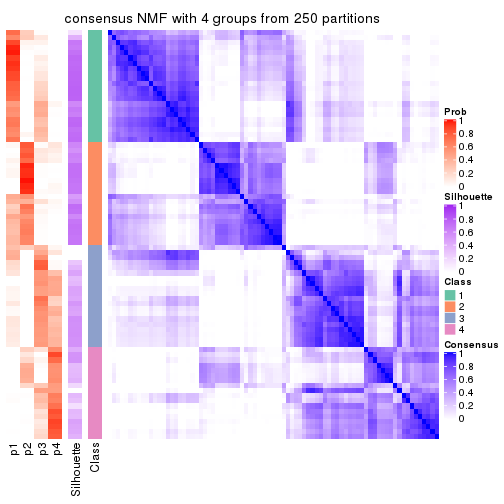 consensus NMF with 4 groups from 250 partitions
Prob
1
0.8
0.6
0.4
0.2
0
Silhouette
1
0.8
0.6
0.4
0.2
0
Class
1
2
3
4
Consensus
1
0.8
0.6
0.4
0.2
0
p1
p2
p3
p4
Silhouette
Class